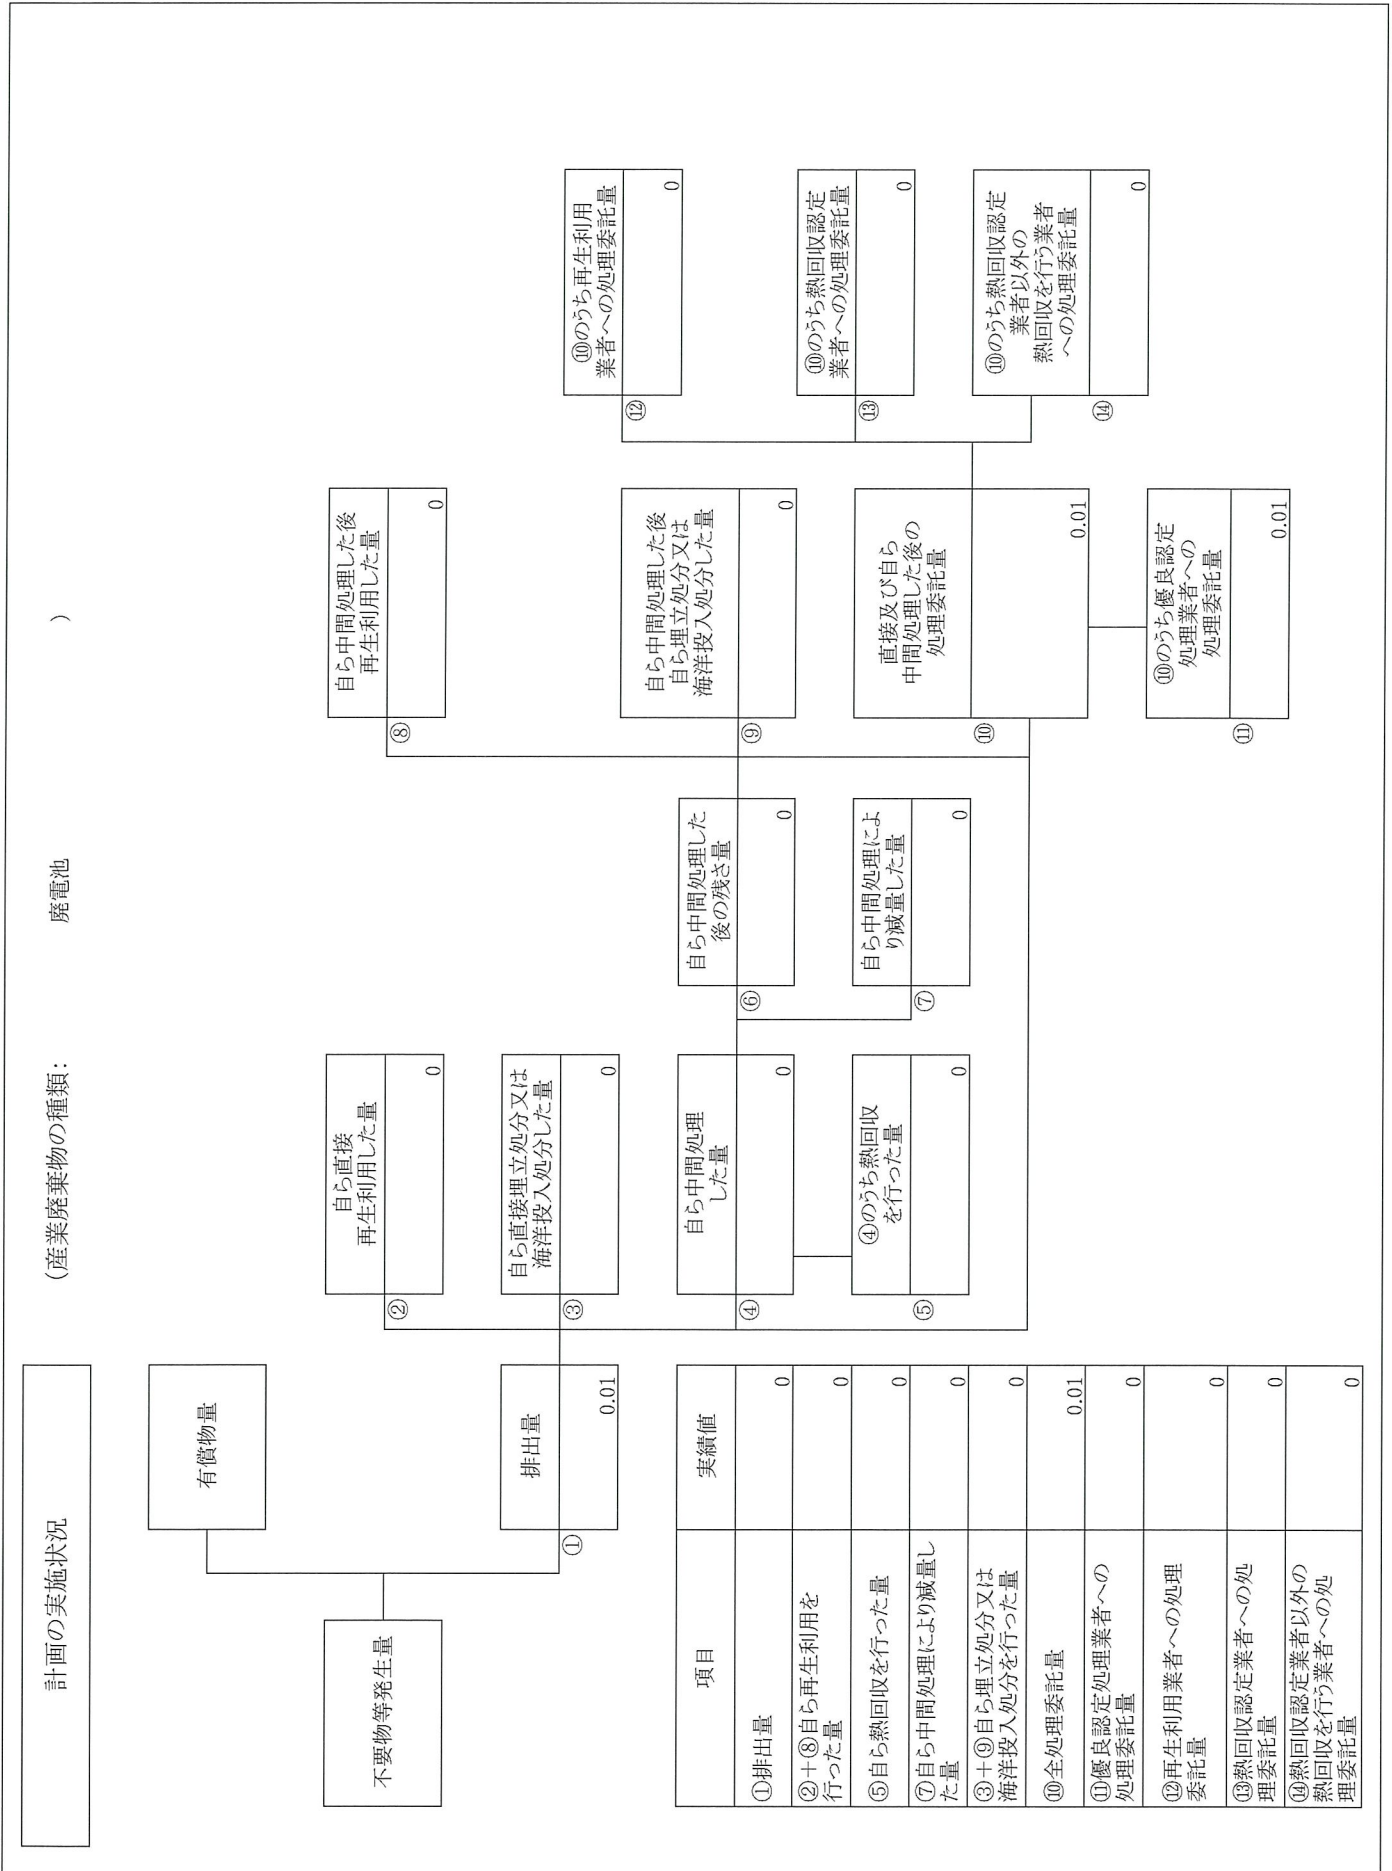 計画の実施状況
(産業廃棄物の種類： 廃電池 )
不要物等発生量
有償物量
①
排出量
0.01
②
自ら直接
再生利用した量
0
③
自ら直接埋立処分又は
海洋投入処分した量
0
④
自ら中間処理
した量
0
⑤
④のうち熱回収
を行った量
0
⑥
自ら中間処理した
後の残さ量
0
⑦
自ら中間処理によ
り減量した量
0
⑧
自ら中間処理した後
再生利用した量
0
⑨
自ら中間処理した後
自ら埋立処分又は
海洋投入処分した量
0
⑩
直接及び自ら
中間処理した後の
処理委託量
0.01
⑪
⑩のうち優良認定
処理業者への
処理委託量
0.01
⑫
⑩のうち再生利用
業者への処理委託量
0
⑬
⑩のうち熱回収認定
業者への処理委託量
0
⑭
⑩のうち熱回収認定
業者以外の
熱回収を行う業者
への処理委託量
0
項目 実績値
①排出量 0
②＋⑧自ら再生利用を
行った量 0
⑤自ら熱回収を行った量 0
⑦自ら中間処理により減量し
た量 0
③＋⑨自ら埋立処分又は
海洋投入処分を行った量 0
⑩全処理委託量 0.01
⑪優良認定処理業者への
処理委託量 0
⑫再生利用業者への処理
委託量 0
⑬熱回収認定業者への処
理委託量 0
⑭熱回収認定業者以外の
熱回収を行う業者への処
理委託量 0